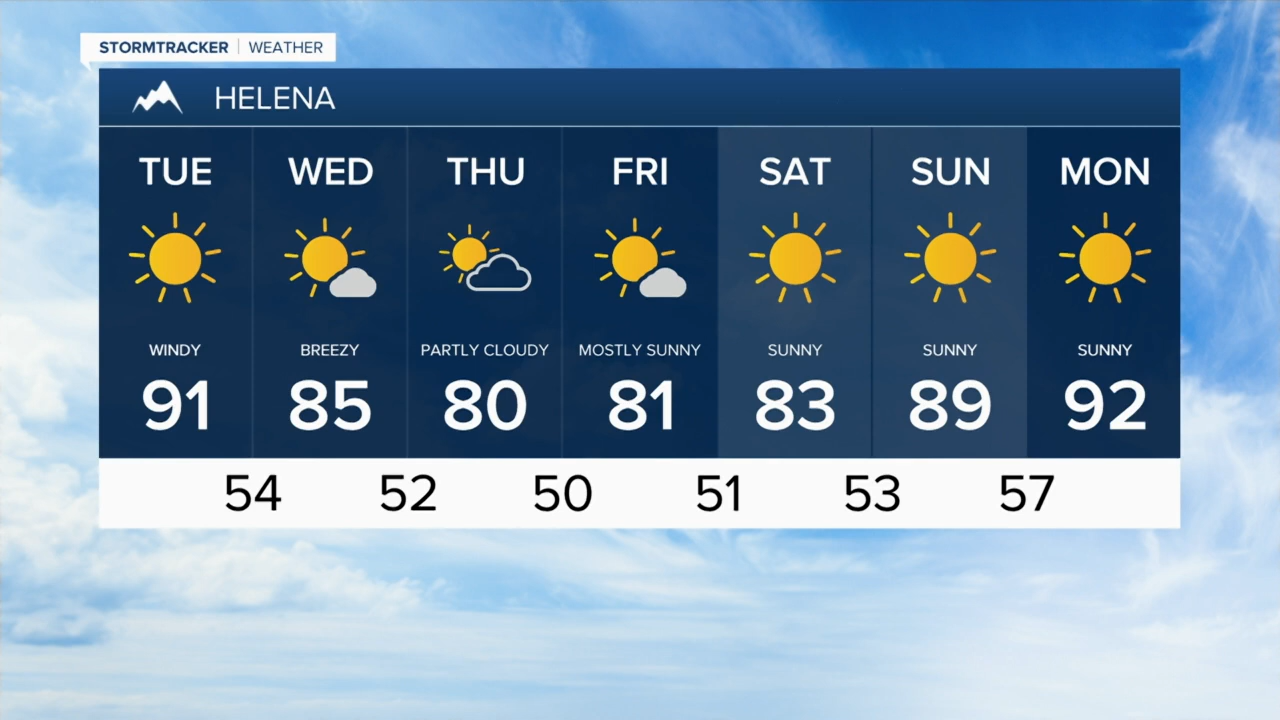 STORMTRACKER | WEATHER
HELENA
TUE WED THU FRI SAT SUN MON
WINDY BREEZY PARTLY CLOUDY MOSTLY SUNNY SUNNY SUNNY SUNNY
91 85 80 81 83 89 92
54 52 50 51 53 57